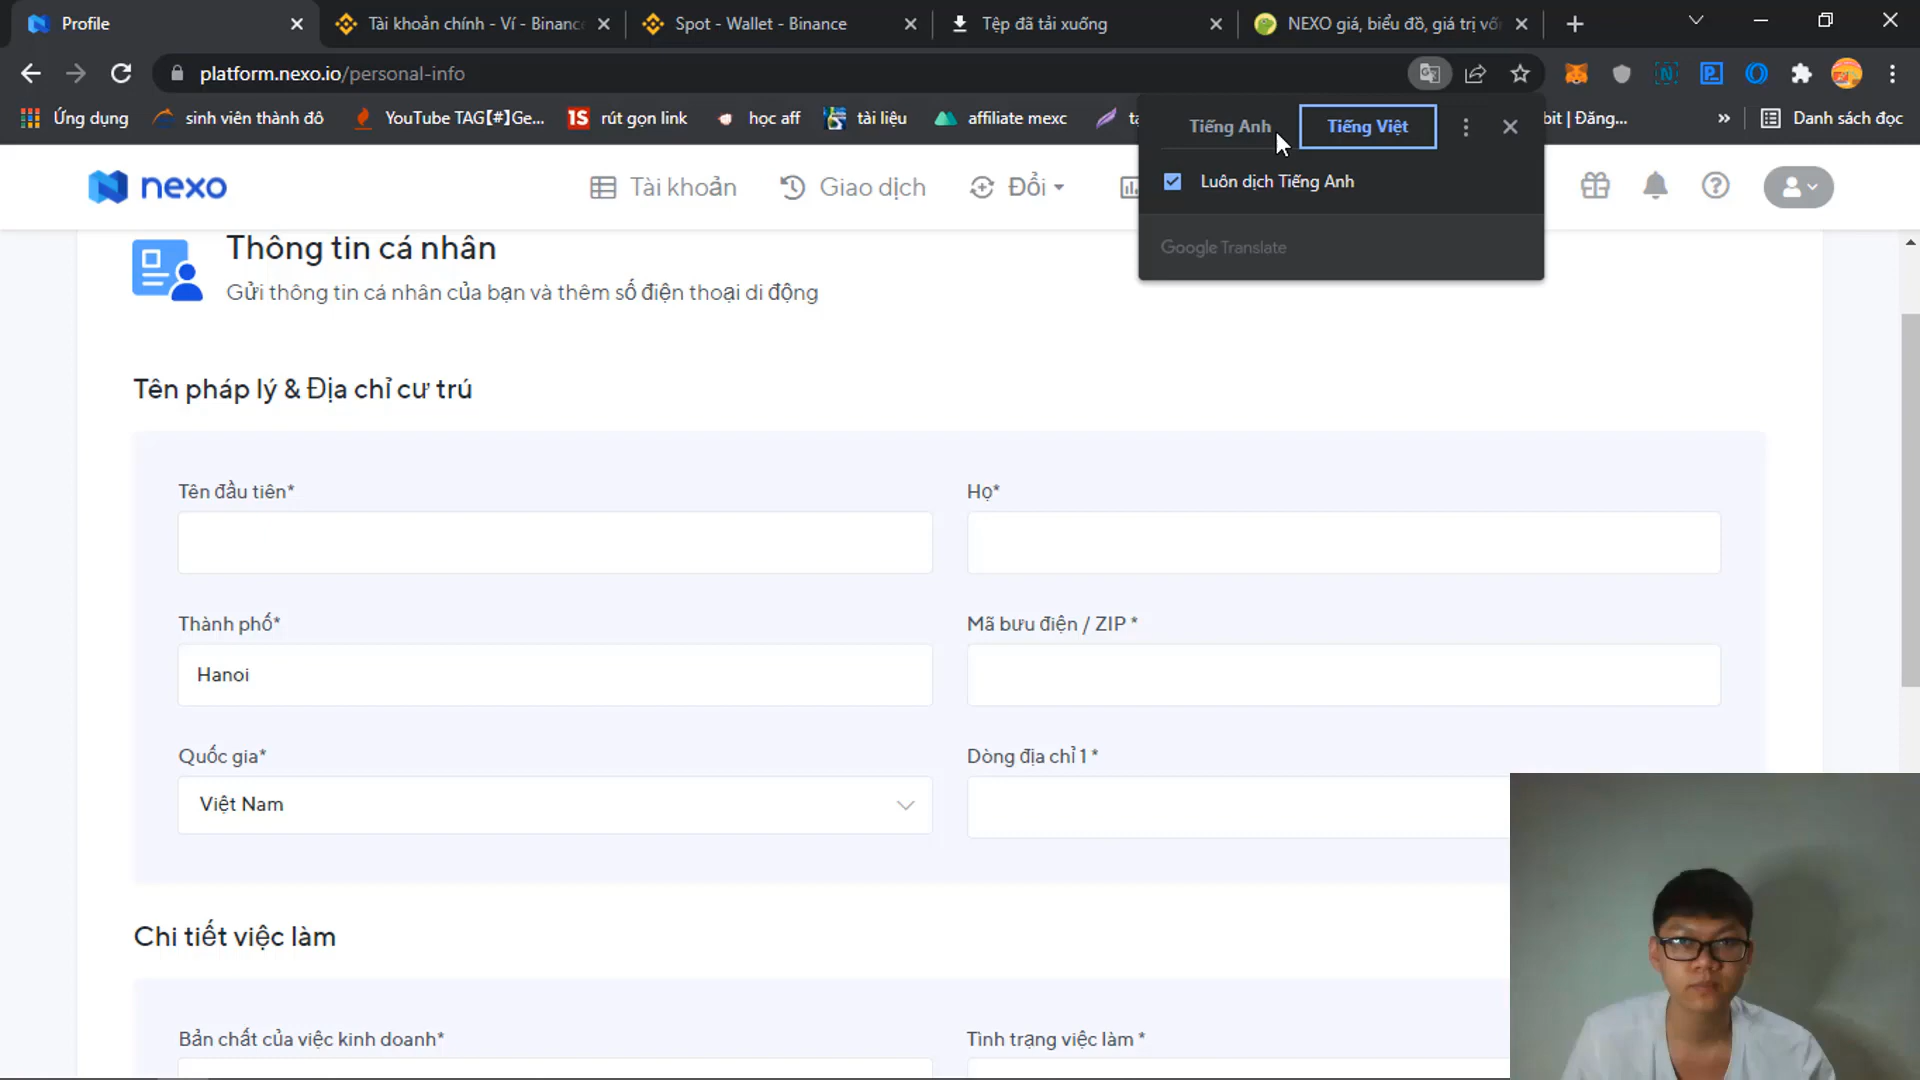 Profile
Tài khoản chính - Ví - Binance
Spot - Wallet - Binance
Tệp đã tải xuống
NEXO giá, biểu đồ, giá trị vố
platform.nexo.io/personal-info
Ứng dụng
sinh viên thành đô
YouTube TAG[#]Ge...
1S rút gọn link
học aff
tài liệu
affiliate mexc
bit | Đăng...
»
Danh sách đọc
Tiếng Anh
Tiếng Việt
Luôn dịch Tiếng Anh
Google Translate
nexo
Tài khoản
Giao dịch
Đổi
Thông tin cá nhân
Gửi thông tin cá nhân của bạn và thêm số điện thoại di động
Tên pháp lý & Địa chỉ cư trú
Tên đầu tiên*
Họ*
Thành phố*
Mã bưu điện / ZIP *
Hanoi
Quốc gia*
Dòng địa chỉ 1 *
Việt Nam
Chi tiết việc làm
Bản chất của việc kinh doanh*
Tình trạng việc làm *